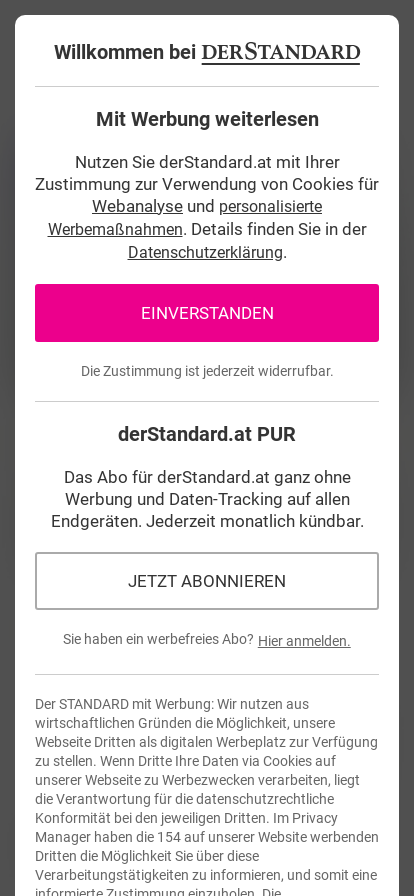 Willkommen bei DERSTANDARD
Mit Werbung weiterlesen
Nutzen Sie derStandard.at mit Ihrer
Zustimmung zur Verwendung von Cookies für
Webanalyse und personalisierte
Werbemaßnahmen. Details finden Sie in der
Datenschutzerklärung.
EINVERSTANDEN
Die Zustimmung ist jederzeit widerrufbar.
derStandard.at PUR
Das Abo für derStandard.at ganz ohne
Werbung und Daten-Tracking auf allen
Endgeräten. Jederzeit monatlich kündbar.
JETZT ABONNIEREN
Sie haben ein werbefreies Abo? Hier anmelden.
Der STANDARD mit Werbung: Wir nutzen aus
wirtschaftlichen Gründen die Möglichkeit, unsere
Webseite Dritten als digitalen Werbeplatz zur Verfügung
zu stellen. Wenn Dritte Ihre Daten via Cookies auf
unserer Webseite zu Werbezwecken verarbeiten, liegt
die Verantwortung für die datenschutzrechtliche
Konformität bei den jeweiligen Dritten. Im Privacy
Manager haben die 154 auf unserer Website werbenden
Dritten die Möglichkeit Sie über diese
Verarbeitungstätigkeiten zu informieren, und somit eine
informierte Zustimmung einzuholen. Die